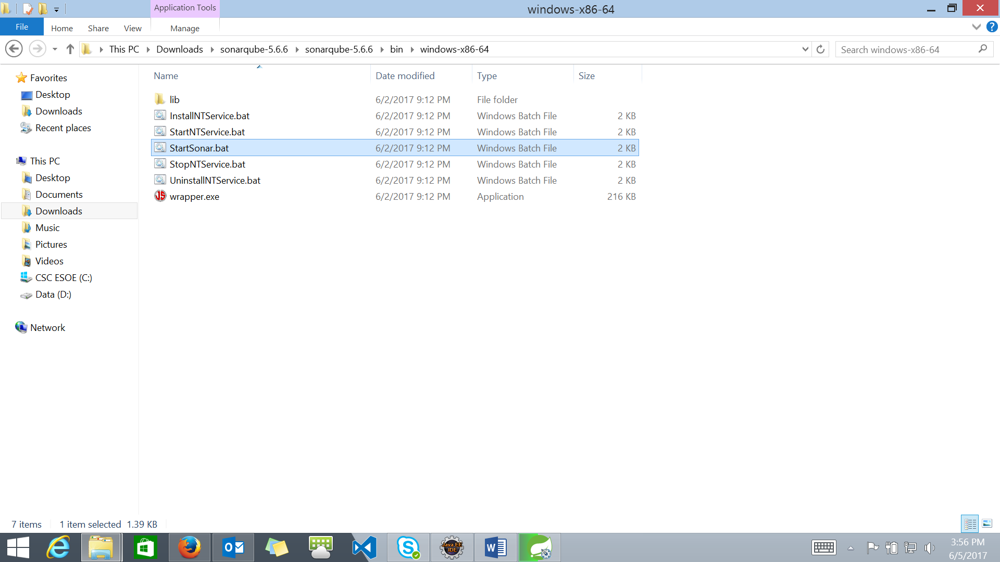 Application Tools
windows-x86-64
File Home Share View Manage
This PC Downloads sonarqube-5.6.6 sonarqube-5.6.6 bin windows-x86-64
Search windows-x86-64
Name Date modified Type Size
lib 6/2/2017 9:12 PM File folder
InstallNTService.bat 6/2/2017 9:12 PM Windows Batch File 2 KB
StartNTService.bat 6/2/2017 9:12 PM Windows Batch File 2 KB
StartSonar.bat 6/2/2017 9:12 PM Windows Batch File 2 KB
StopNTService.bat 6/2/2017 9:12 PM Windows Batch File 2 KB
UninstallNTService.bat 6/2/2017 9:12 PM Windows Batch File 2 KB
wrapper.exe 6/2/2017 9:12 PM Application 216 KB
Favorites
Desktop
Downloads
Recent places
This PC
Desktop
Documents
Downloads
Music
Pictures
Videos
CSC ESOE (C:)
Data (D:)
Network
7 items 1 item selected 1.39 KB
Java EE
IDE
3:56 PM
6/5/2017